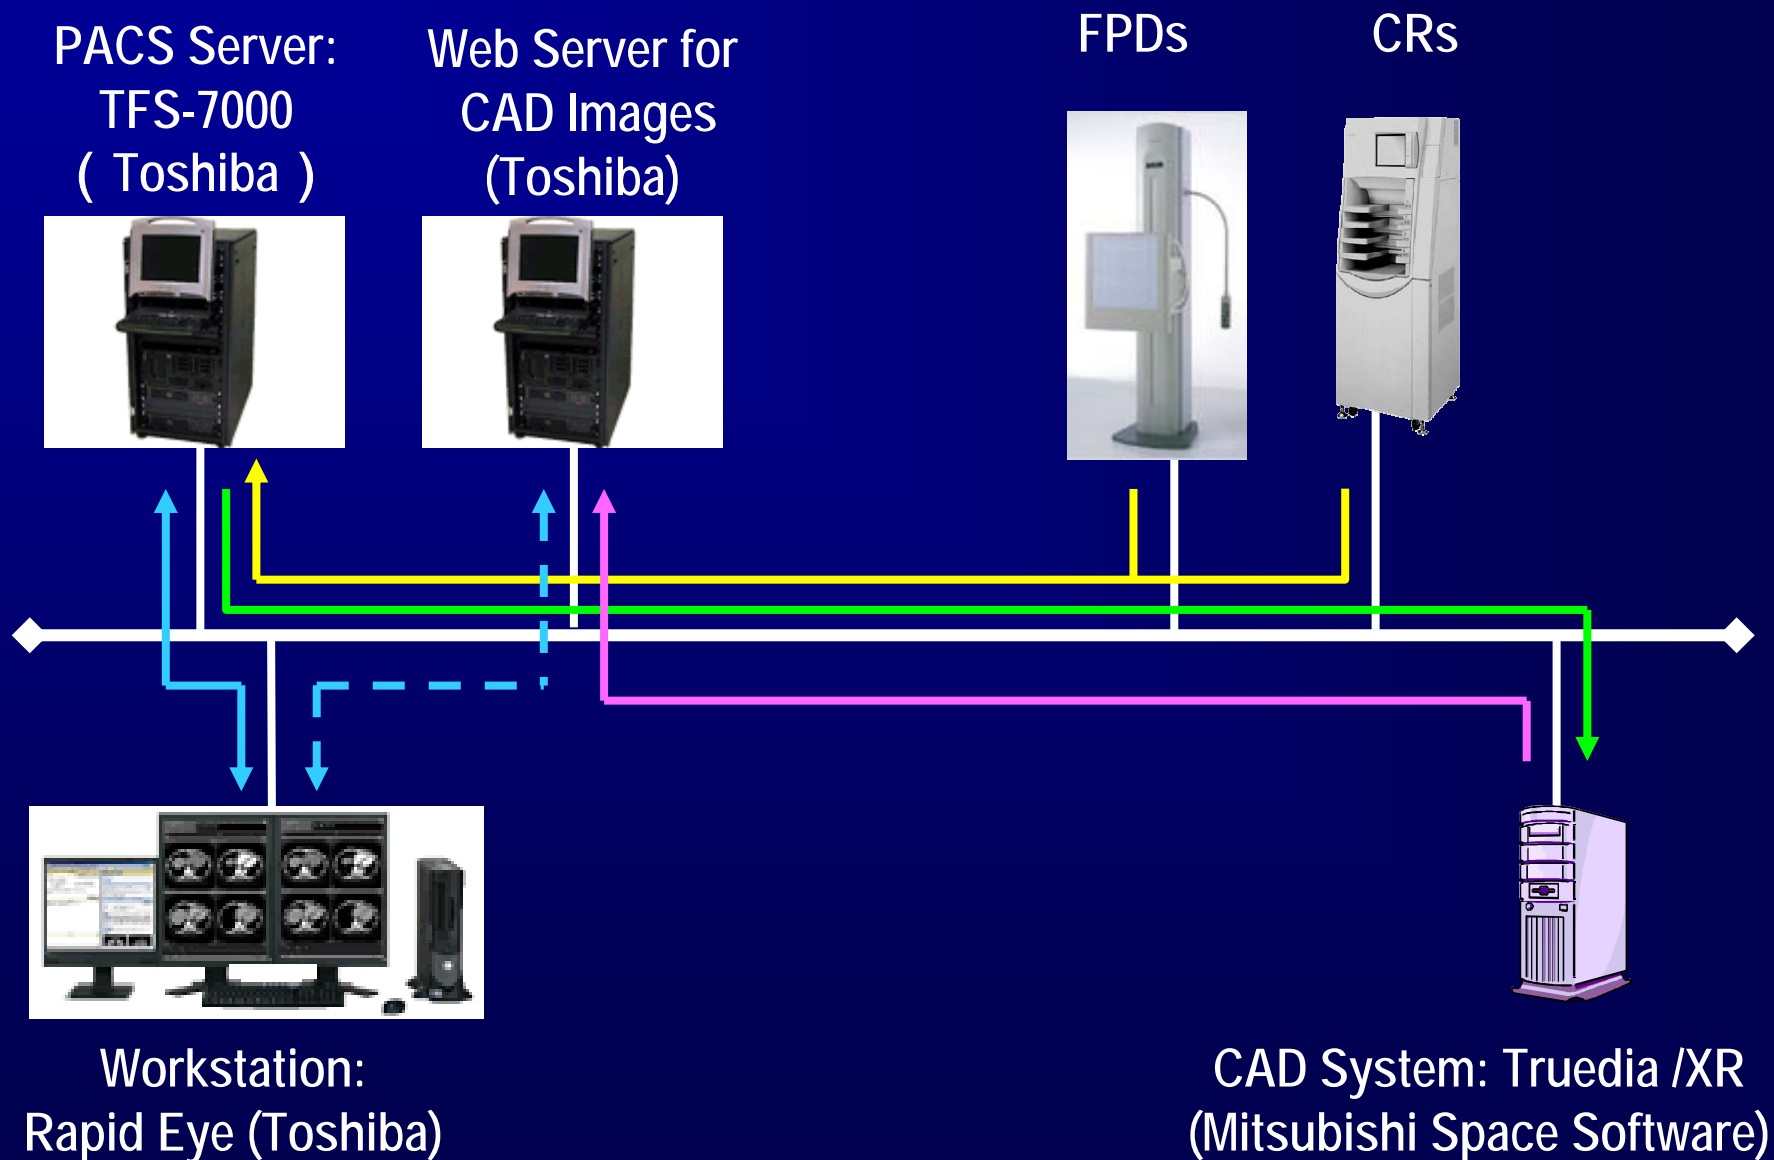 PACS Server:
TFS-7000
( Toshiba )
Web Server for
CAD Images
(Toshiba)
FPDs
CRs
Workstation:
Rapid Eye (Toshiba)
CAD System: Truedia /XR
(Mitsubishi Space Software)